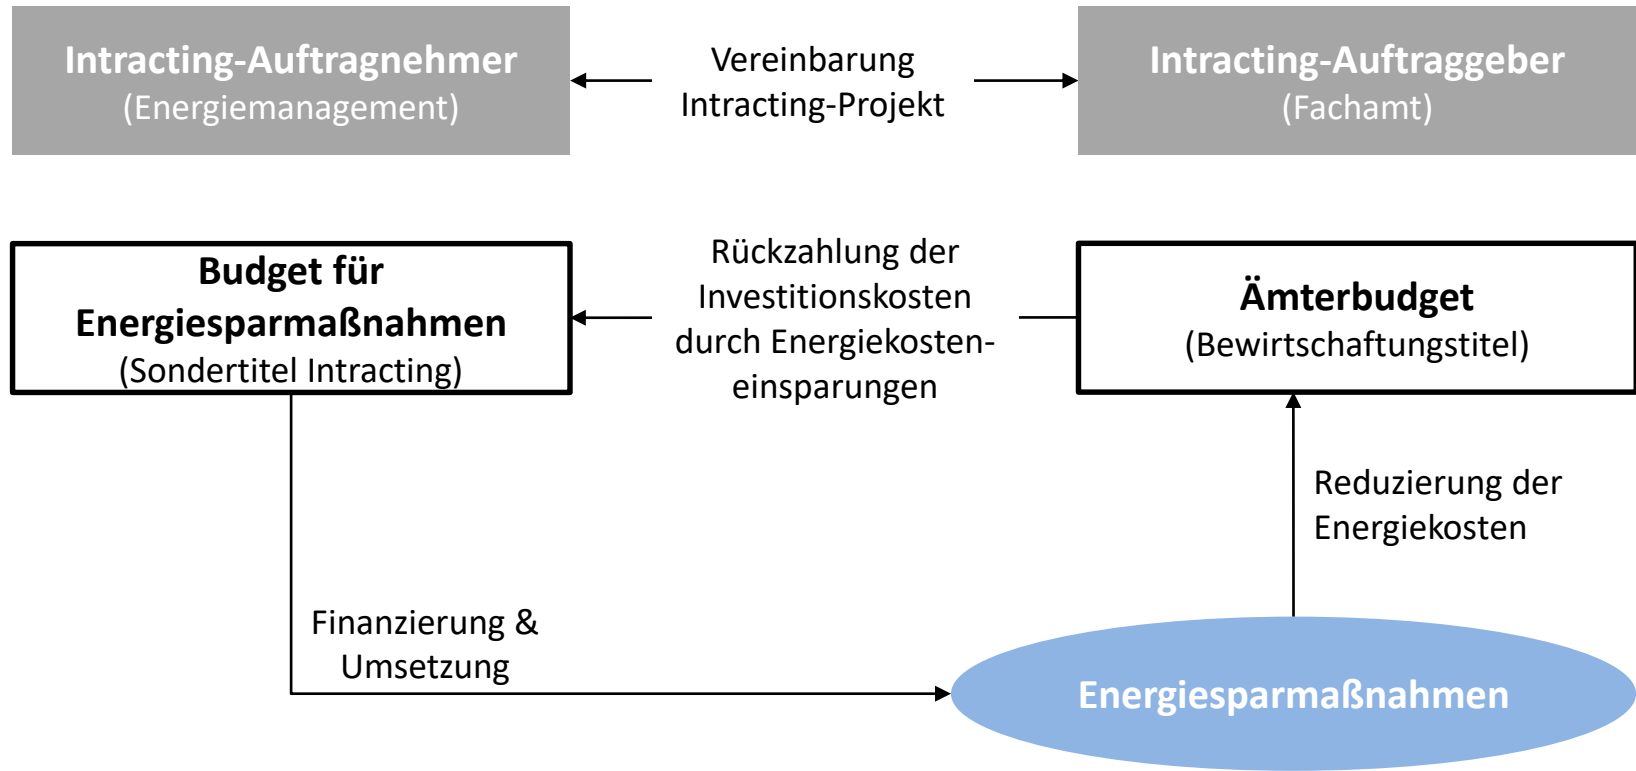 Intracting-Auftragnehmer
(Energiemanagement)
Vereinbarung
Intracting-Projekt
Intracting-Auftraggeber
(Fachamt)
Budget für
Energiesparmaßnahmen
(Sondertitel Intracting)
Rückzahlung der
Investitionskosten
durch Energiekosten-
einsparungen
Ämterbudget
(Bewirtschaftungstitel)
Reduzierung der
Energiekosten
Finanzierung &
Umsetzung
Energiesparmaßnahmen